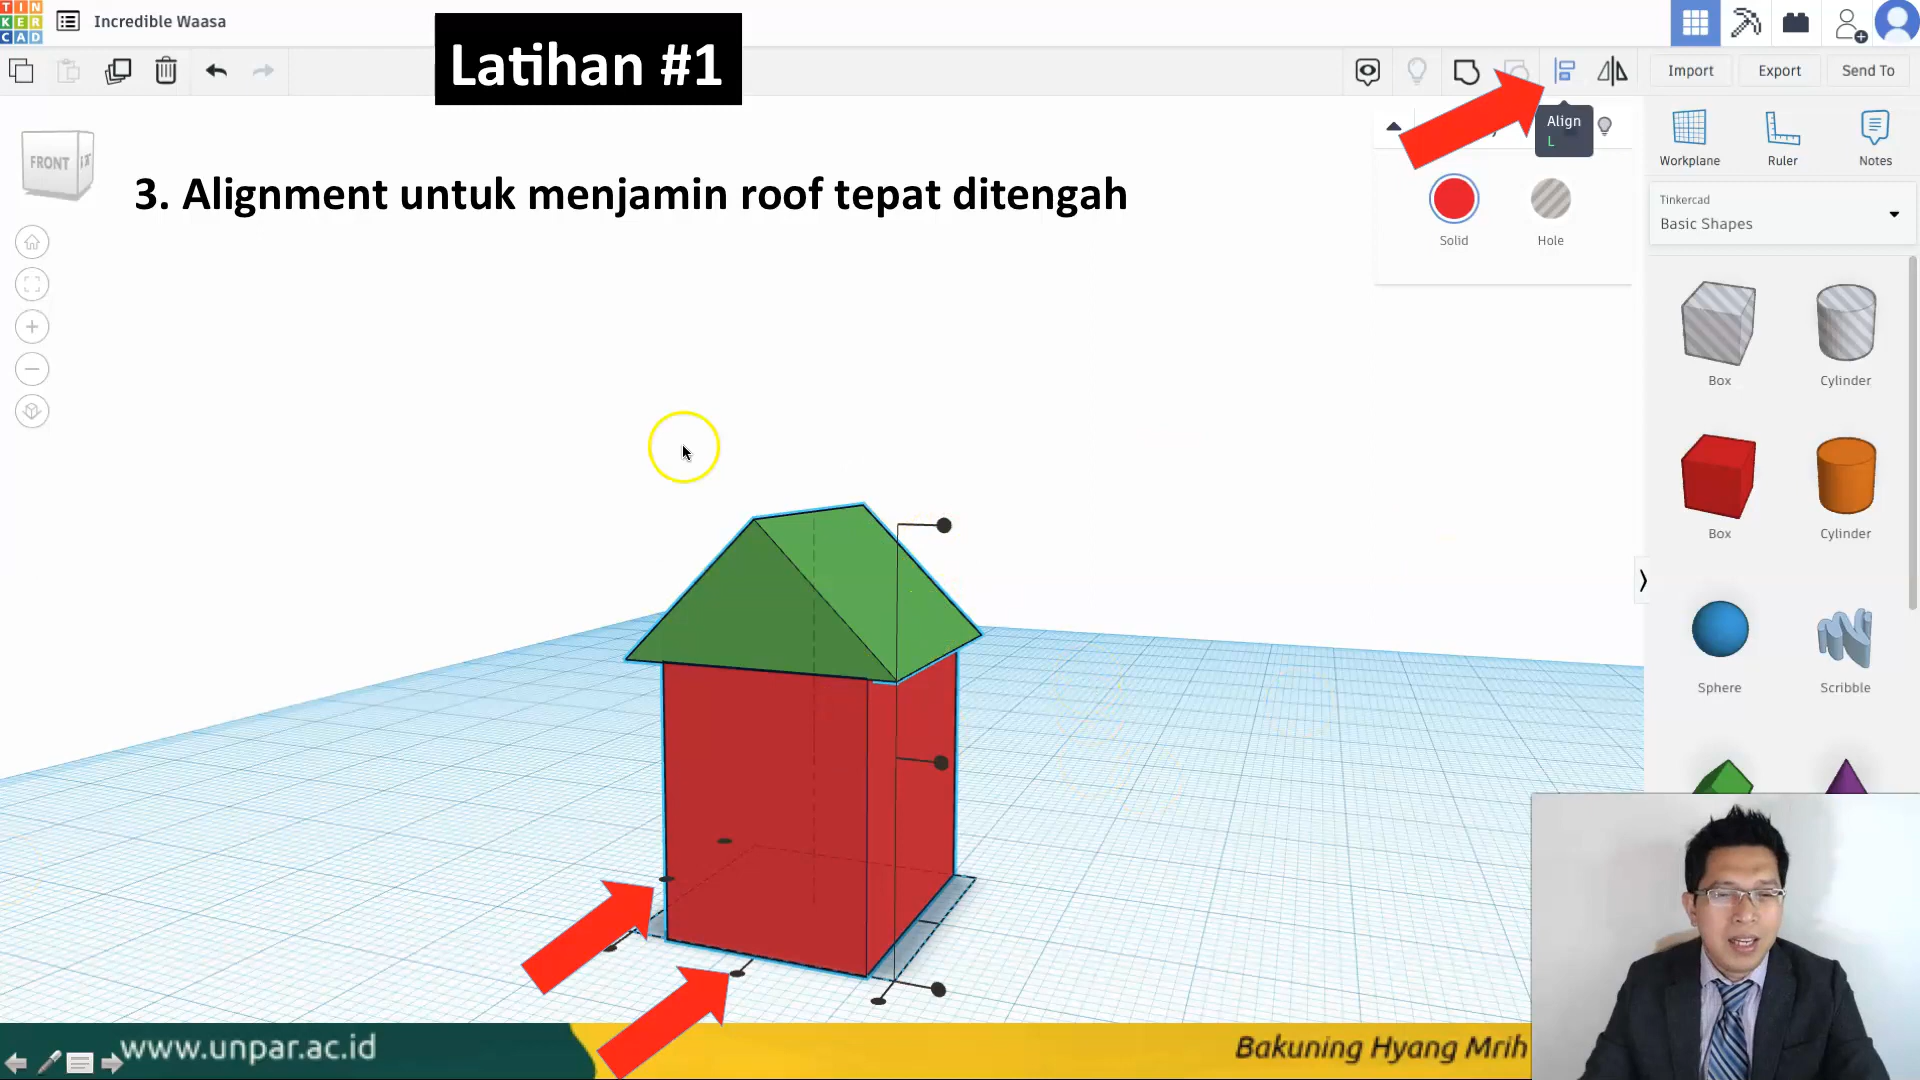 TIN
KER
CAD
Incredible Waasa
Latihan #1
Import
Export
Send To
Align
L
FRONT
3. Alignment untuk menjamin roof tepat ditengah
Solid
Hole
Workplane
Ruler
Notes
Tinkercad
Basic Shapes
Box
Cylinder
Box
Cylinder
Sphere
Scribble
www.unpar.ac.id
Bakuning Hyang Mrih